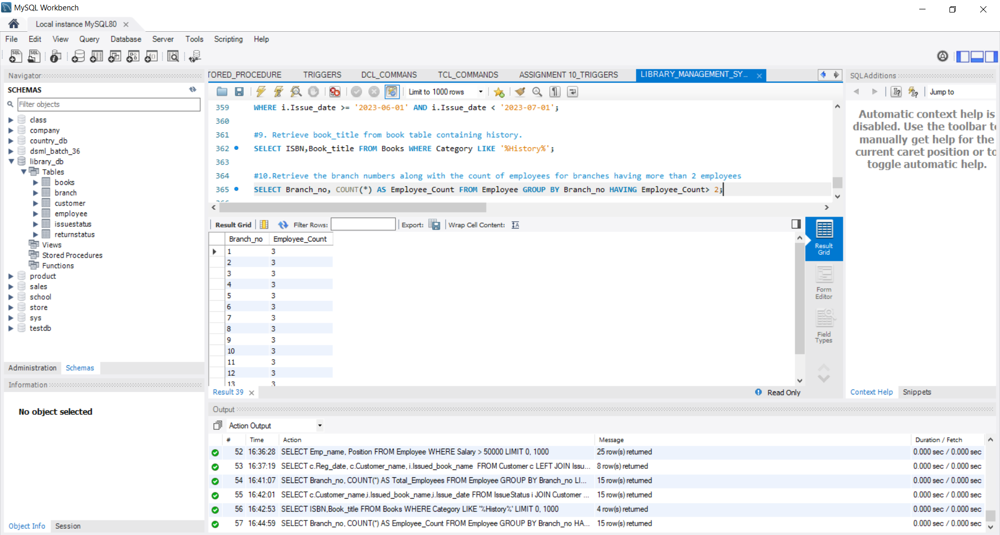 MySQL Workbench
Local instance MySQL80
File Edit View Query Database Server Tools Scripting Help
Navigator
SCHEMAS
Filter objects
class
company
country_db
dsml_batch_36
library_db
Tables
books
branch
customer
employee
issuestatus
returnstatus
Views
Stored Procedures
Functions
product
sales
school
store
sys
testdb
Administration Schemas
Information
No object selected
Object Info Session
TORED_PROCEDURE TRIGGERS DCL_COMMANS TCL_COMMANDS ASSIGNMENT 10_TRIGGERS LIBRARY_MANAGEMENT_SY...
Limit to 1000 rows
359 WHERE i.Issue_date >= '2023-06-01' AND i.Issue_date < '2023-07-01';
360
361 #9. Retrieve book_title from book table containing history.
362 SELECT ISBN,Book_title FROM Books WHERE Category LIKE '%History%';
363
364 #10.Retrieve the branch numbers along with the count of employees for branches having more than 2 employees
365 SELECT Branch_no, COUNT(*) AS Employee_Count FROM Employee GROUP BY Branch_no HAVING Employee_Count> 2;
Result Grid Filter Rows: Export: Wrap Cell Content:
Branch_no Employee_Count
1 3
2 3
3 3
4 3
5 3
6 3
7 3
8 3
9 3
10 3
11 3
12 3
13 3
Result Grid
Form Editor
Field Types
Result 39
Read Only
SQLAdditions
Jump to
Automatic context help is
disabled. Use the toolbar to
manually get help for the
current caret position or to
toggle automatic help.
Context Help Snippets
Output
Action Output
# Time Action Message Duration / Fetch
52 16:36:28 SELECT Emp_name, Position FROM Employee WHERE Salary > 50000 LIMIT 0, 1000 25 row(s) returned 0.000 sec / 0.000 sec
53 16:37:19 SELECT c.Reg_date, c.Customer_name, i.Issued_book_name FROM Customer c LEFT JOIN Issu... 8 row(s) returned 0.000 sec / 0.000 sec
54 16:41:07 SELECT Branch_no, COUNT(*) AS Total_Employees FROM Employee GROUP BY Branch_no LI... 15 row(s) returned 0.000 sec / 0.000 sec
55 16:42:01 SELECT c.Customer_name,i.Issued_book_name,i.Issue_date FROM IssueStatus i JOIN Customer ... 15 row(s) returned 0.000 sec / 0.000 sec
56 16:42:53 SELECT ISBN,Book_title FROM Books WHERE Category LIKE '%History%' LIMIT 0, 1000 4 row(s) returned 0.000 sec / 0.000 sec
57 16:44:59 SELECT Branch_no, COUNT(*) AS Employee_Count FROM Employee GROUP BY Branch_no HA... 15 row(s) returned 0.000 sec / 0.000 sec